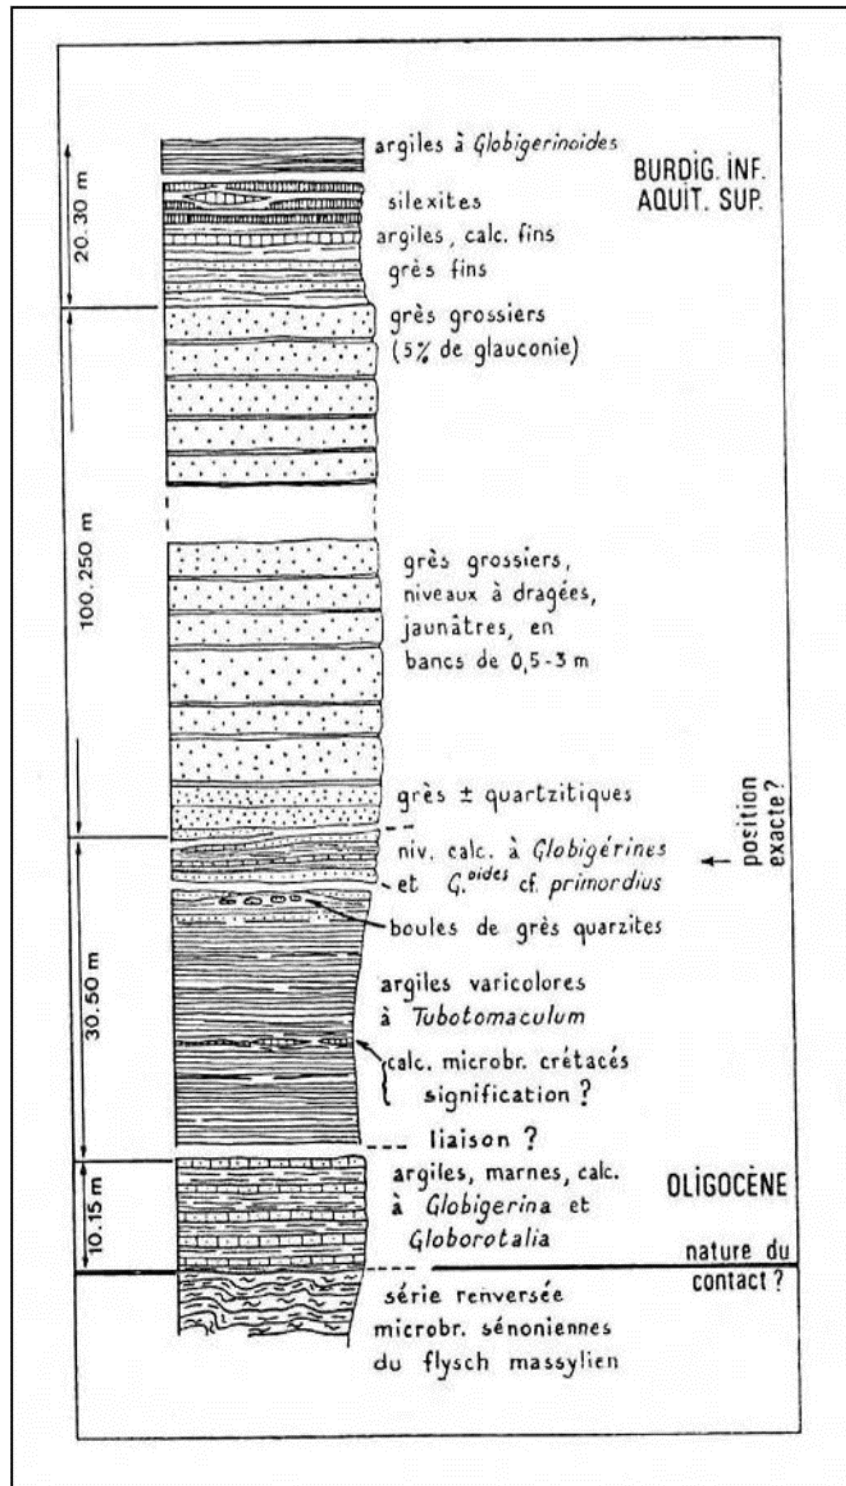 argiles à Globigerinoides
BURDIG. INF.
AQUIT. SUP.
20.30 m
silexites
argiles, calc. fins
grès fins
grès grossiers
(5% de glauconie)
100.250 m
grès grossiers,
niveaux à dragées,
jaunâtres, en
bancs de 0,5-3 m
grès ± quartzitiques
niv. calc. à Globigérines
et G.oides cf. primordius
position
exacte ?
boules de grès quarzites
30.50 m
argiles varicolores
à Tubotomaculum
calc. microbr. crétacés
signification ?
liaison ?
10.15 m
argiles, marnes, calc.
à Globigerina et
Globorotalia
OLIGOCÈNE
nature du
contact ?
série renversée
microbr. sénoniennes
du flysch massylien